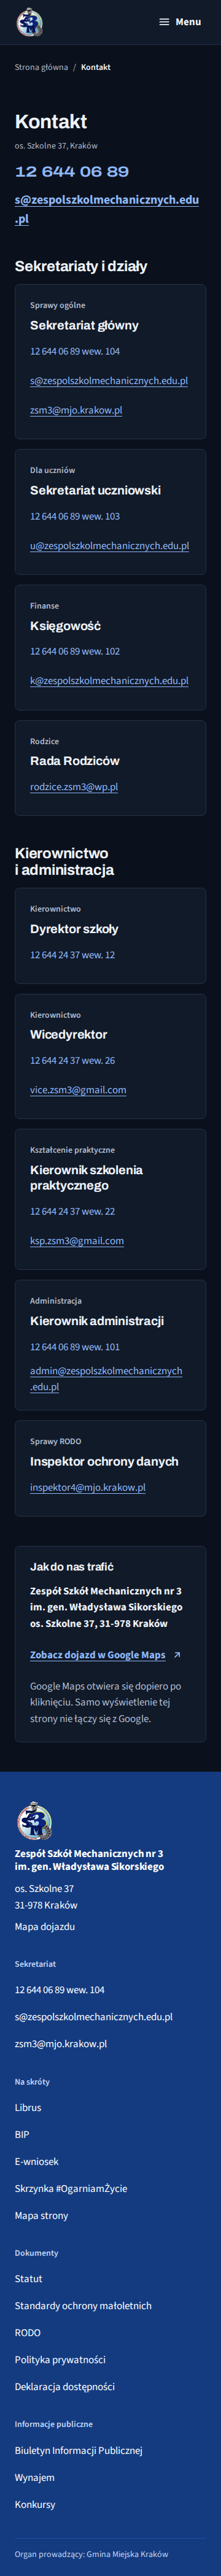 Menu
Strona główna / Kontakt
Kontakt
os. Szkolne 37, Kraków
12 644 06 89
s@zespolszkolmechanicznych.edu
.pl
Sekretariaty i działy
Sprawy ogólne
Sekretariat główny
12 644 06 89 wew. 104
s@zespolszkolmechanicznych.edu.pl
zsm3@mjo.krakow.pl
Dla uczniów
Sekretariat uczniowski
12 644 06 89 wew. 103
u@zespolszkolmechanicznych.edu.pl
Finanse
Księgowość
12 644 06 89 wew. 102
k@zespolszkolmechanicznych.edu.pl
Rodzice
Rada Rodziców
rodzice.zsm3@wp.pl
Kierownictwo
i administracja
Kierownictwo
Dyrektor szkoły
12 644 24 37 wew. 12
Kierownictwo
Wicedyrektor
12 644 24 37 wew. 26
vice.zsm3@gmail.com
Kształcenie praktyczne
Kierownik szkolenia
praktycznego
12 644 24 37 wew. 22
ksp.zsm3@gmail.com
Administracja
Kierownik administracji
12 644 06 89 wew. 101
admin@zespolszkolmechanicznych
.edu.pl
Sprawy RODO
Inspektor ochrony danych
inspektor4@mjo.krakow.pl
Jak do nas trafić
Zespół Szkół Mechanicznych nr 3
im. gen. Władysława Sikorskiego
os. Szkolne 37, 31-978 Kraków
Zobacz dojazd w Google Maps
Google Maps otwiera się dopiero po
kliknięciu. Samo wyświetlenie tej
strony nie łączy się z Google.
Zespół Szkół Mechanicznych nr 3
im. gen. Władysława Sikorskiego
os. Szkolne 37
31-978 Kraków
Mapa dojazdu
Sekretariat
12 644 06 89 wew. 104
s@zespolszkolmechanicznych.edu.pl
zsm3@mjo.krakow.pl
Na skróty
Librus
BIP
E-wniosek
Skrzynka #OgarniamŻycie
Mapa strony
Dokumenty
Statut
Standardy ochrony małoletnich
RODO
Polityka prywatności
Deklaracja dostępności
Informacje publiczne
Biuletyn Informacji Publicznej
Wynajem
Konkursy
Organ prowadzący: Gmina Miejska Kraków